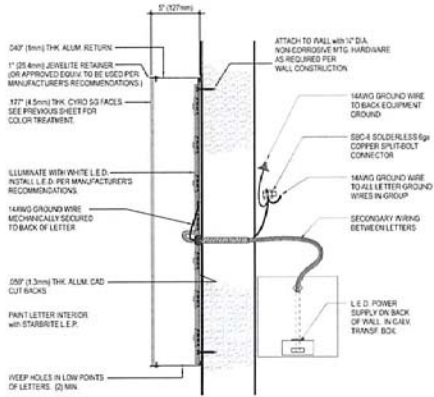 5" (127mm)
.040" (1mm) THK. ALUM. RETURN
1" (25.4mm) JEWELITE RETAINER
(OR APPROVED EQUIV. TO BE USED PER
MANUFACTURER'S RECOMMENDATIONS.)
.177" (4.5mm) THK. CYRO SG FACES.
SEE PREVIOUS SHEET FOR
COLOR TREATMENT.
ILLUMINATE WITH WHITE L.E.D.
INSTALL L.E.D. PER MANUFACTURER'S
RECOMMENDATIONS.
14AWG GROUND WIRE
MECHANICALLY SECURED
TO BACK OF LETTER
.050" (1.3mm) THK. ALUM. CAD
CUT BACKS
PAINT LETTER INTERIOR
with STARBRITE L.E.P.
WEEP HOLES IN LOW POINTS
OF LETTERS. (2) MIN.
ATTACH TO WALL with ¼" DIA.
NON-CORROSIVE MTG. HARDWARE
AS REQUIRED PER
WALL CONSTRUCTION
14AWG GROUND WIRE
TO BACK EQUIPMENT
GROUND
SBC-6 SOLDERLESS 6ga
COPPER SPLIT-BOLT
CONNECTOR
14AWG GROUND WIRE
TO ALL LETTER GROUND
WIRES IN GROUP
SECONDARY WIRING
BETWEEN LETTERS
L.E.D. POWER
SUPPLY ON BACK
OF WALL IN GALV.
TRANSF. BOX.